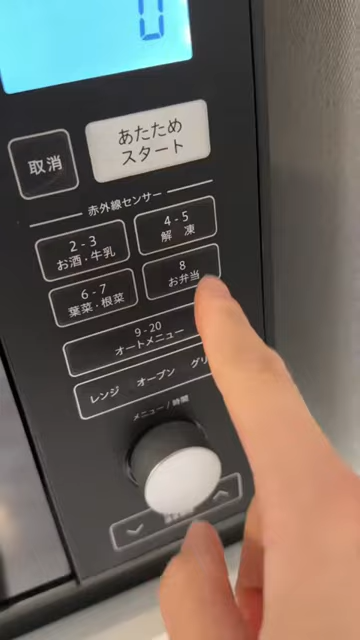 0
あたため
スタート
取消
赤外線センサー
2-3
お酒・牛乳
4-5
解 凍
6-7
葉菜・根菜
8
お弁当
9-20
オートメニュー
レンジ オーブン グリ
メニュー/時間